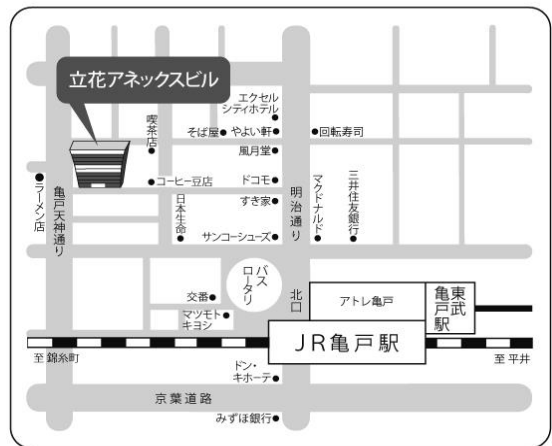 立花アネックスビル
エクセル
シティホテル
喫茶店
そば屋
やよい軒
回転寿司
風月堂
ラーメン店
亀戸天神通り
コーヒー豆店
ドコモ
明治通り
マクドナルド
三井住友銀行
日本生命
すき家
サンコーシューズ
バス
ロータリー
北口
交番
マツモト
キヨシ
アトレ亀戸
東武
亀戸駅
JR亀戸駅
至 錦糸町
至 平井
ドン・
キホーテ
京葉道路
みずほ銀行